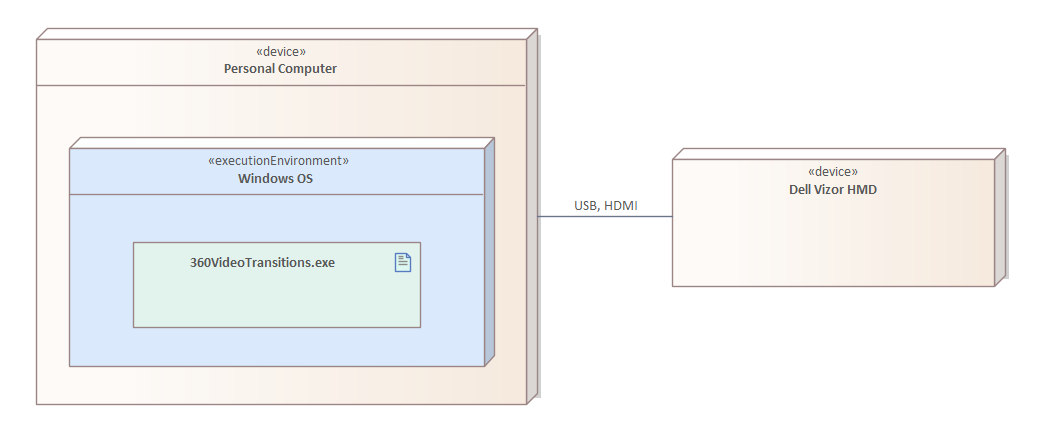 «device»
Personal Computer
«executionEnvironment»
Windows OS
360VideoTransitions.exe
USB, HDMI
«device»
Dell Vizor HMD